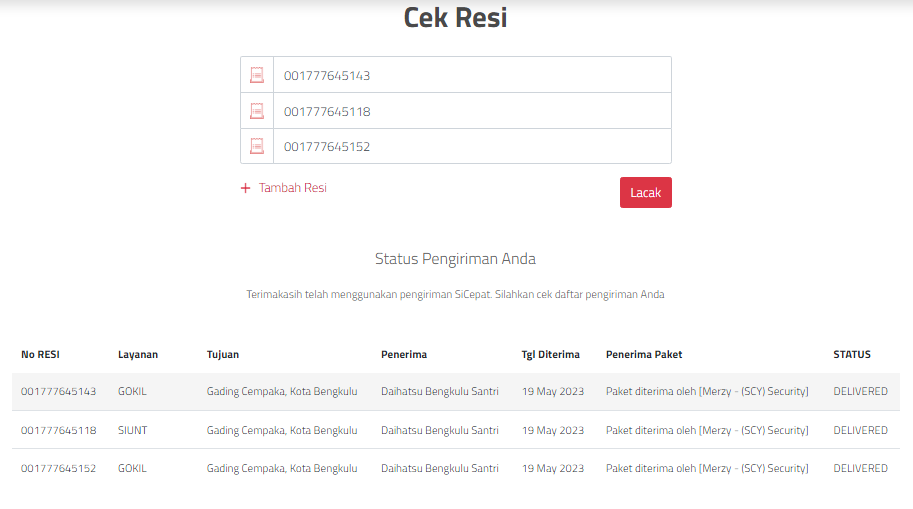 Cek Resi
001777645143
001777645118
001777645152
+ Tambah Resi Lacak
Status Pengiriman Anda
Terimakasih telah menggunakan pengiriman SiCepat. Silahkan cek daftar pengiriman Anda
No RESI Layanan Tujuan Penerima Tgl Diterima Penerima Paket STATUS
001777645143 GOKIL Gading Cempaka, Kota Bengkulu Daihatsu Bengkulu Santri 19 May 2023 Paket diterima oleh [Merzy - (SCY) Security] DELIVERED
001777645118 SIUNT Gading Cempaka, Kota Bengkulu Daihatsu Bengkulu Santri 19 May 2023 Paket diterima oleh [Merzy - (SCY) Security] DELIVERED
001777645152 GOKIL Gading Cempaka, Kota Bengkulu Daihatsu Bengkulu Santri 19 May 2023 Paket diterima oleh [Merzy - (SCY) Security] DELIVERED